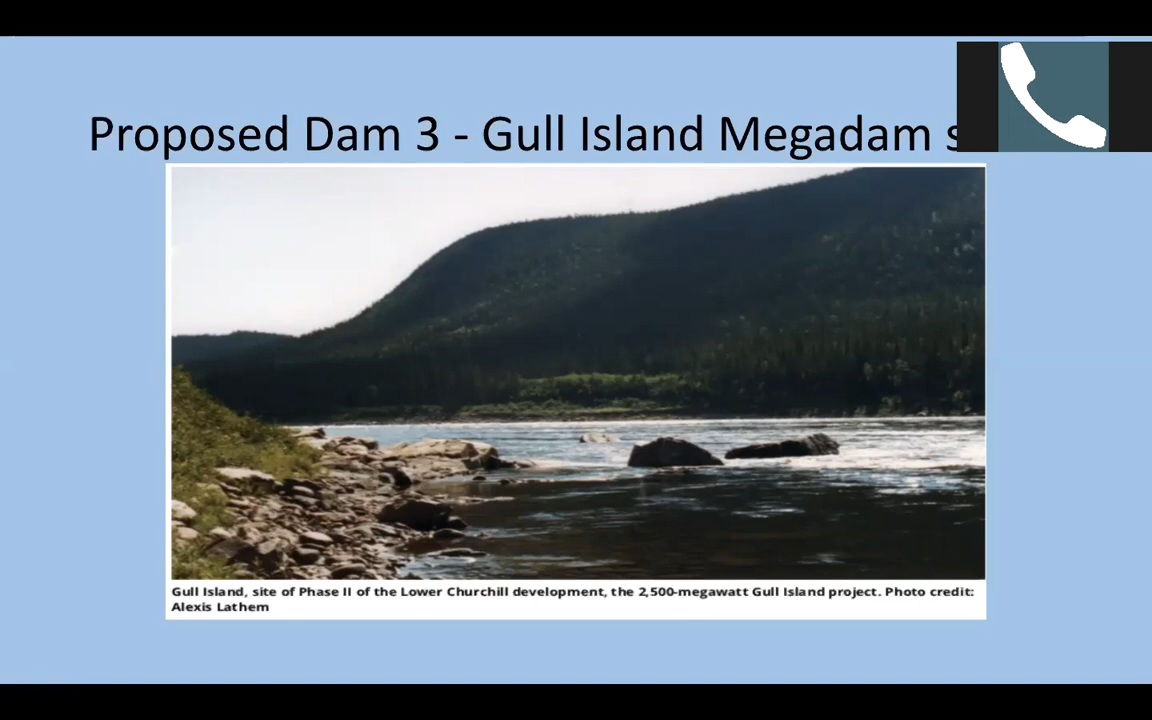 Proposed Dam 3 - Gull Island Megadam
Gull Island, site of Phase II of the Lower Churchill development, the 2,500-megawatt Gull Island project. Photo credit:
Alexis Lathem